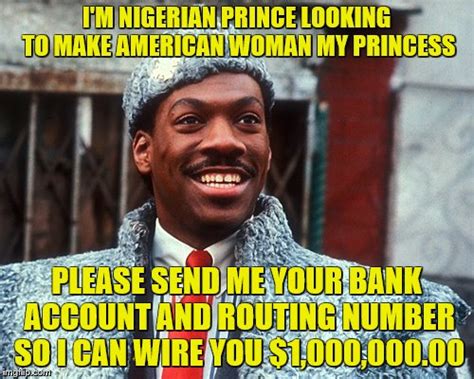 I'M NIGERIAN PRINCE LOOKING
TO MAKE AMERICAN WOMAN MY PRINCESS
PLEASE SEND ME YOUR BANK
ACCOUNT AND ROUTING NUMBER
SO I CAN WIRE YOU $1,000,000.00
imgflip.com